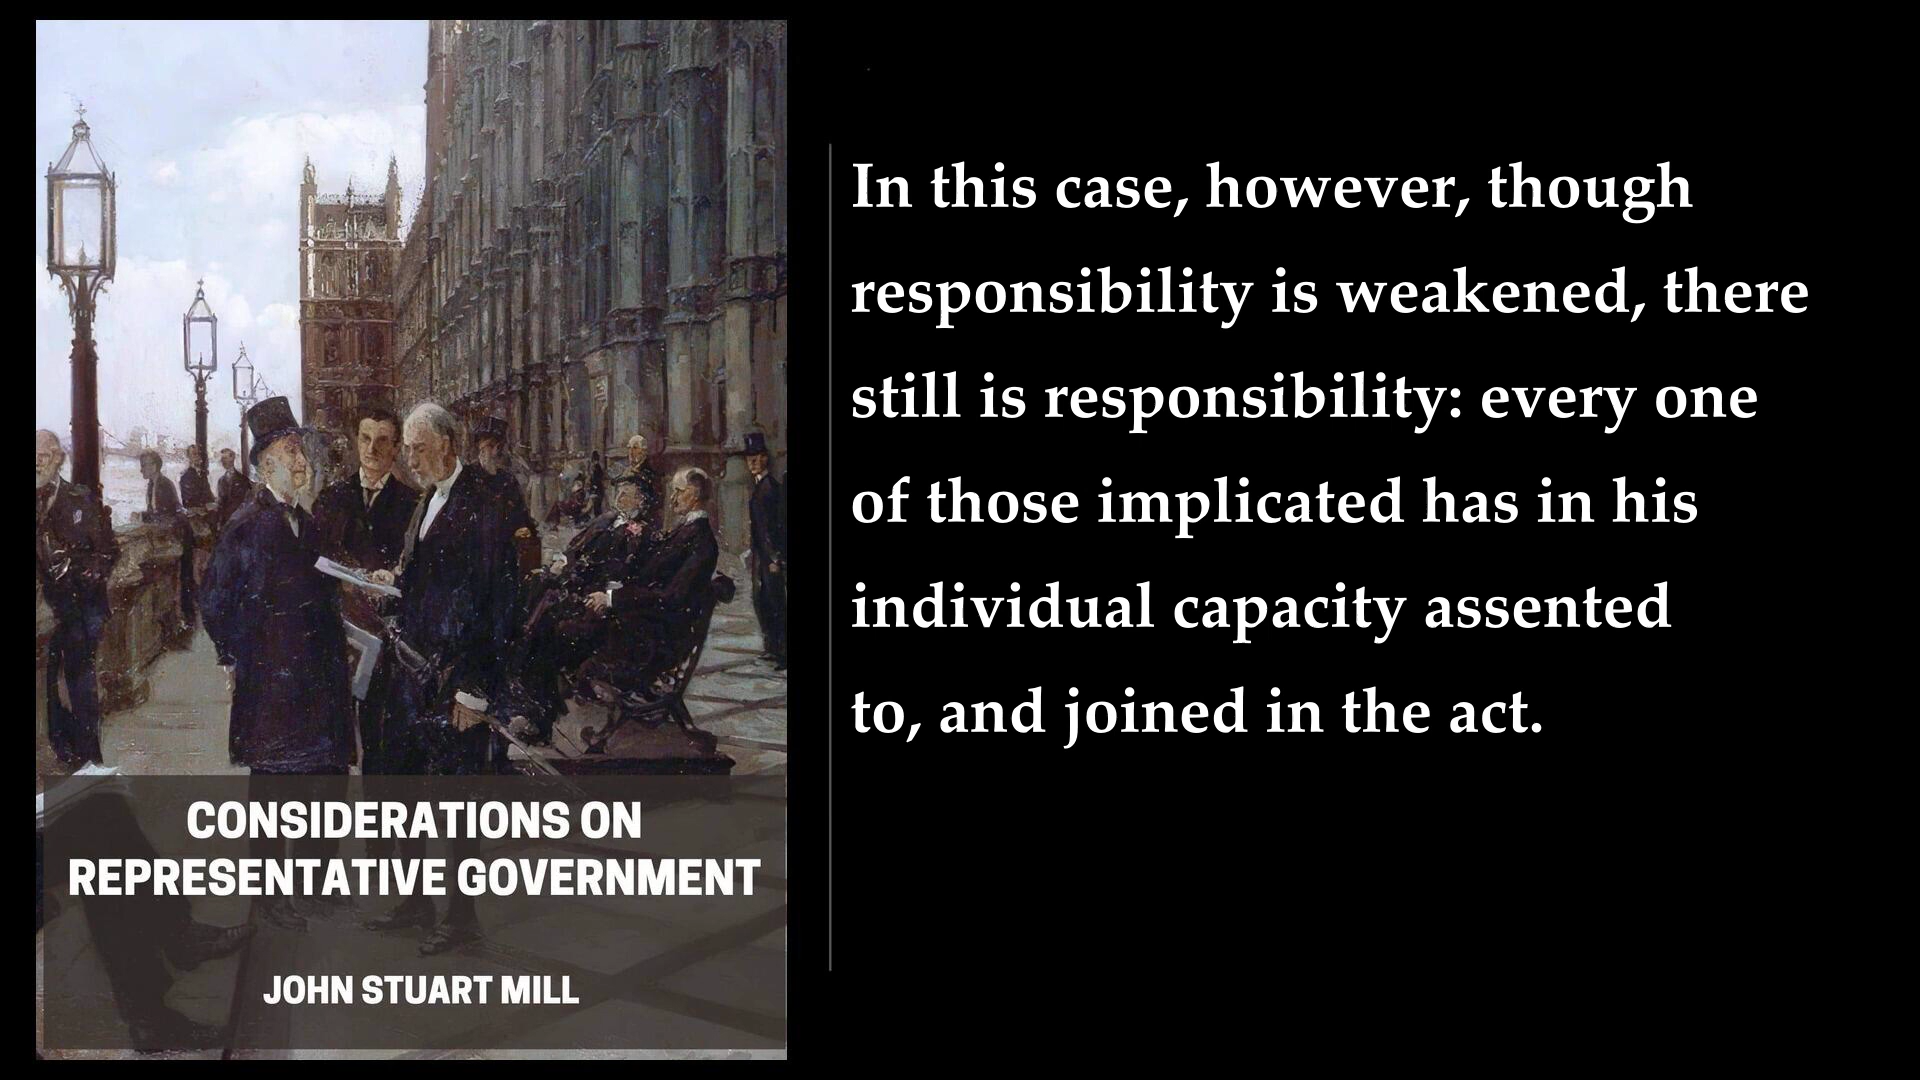 CONSIDERATIONS ON
REPRESENTATIVE GOVERNMENT
JOHN STUART MILL
In this case, however, though
responsibility is weakened, there
still is responsibility: every one
of those implicated has in his
individual capacity assented
to, and joined in the act.